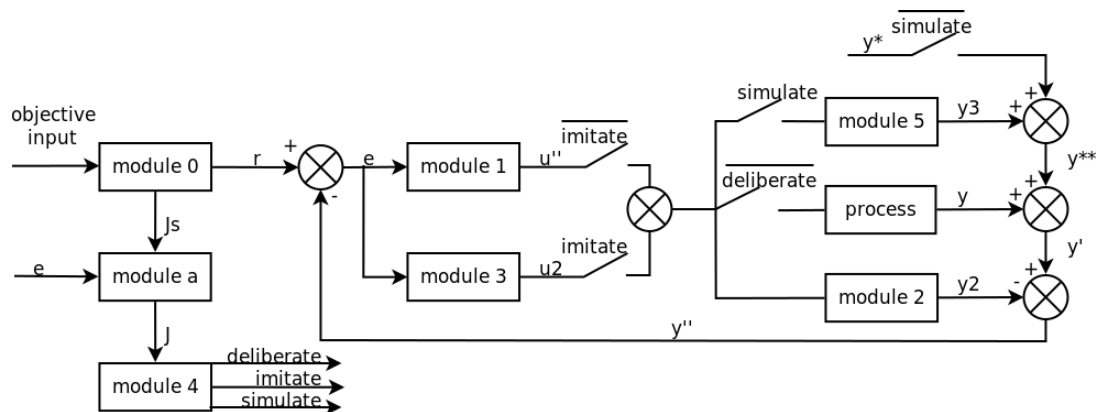 simulate
y*
simulate
+
objective
input
imitate
module 5
y3
+
module 0
r
+
e
module 1
u''
y**
-
deliberate
+
process
y
+
Js
imitate
y'
e
module a
module 3
u2
module 2
y2
-
+
J
y''
deliberate
module 4
imitate
simulate